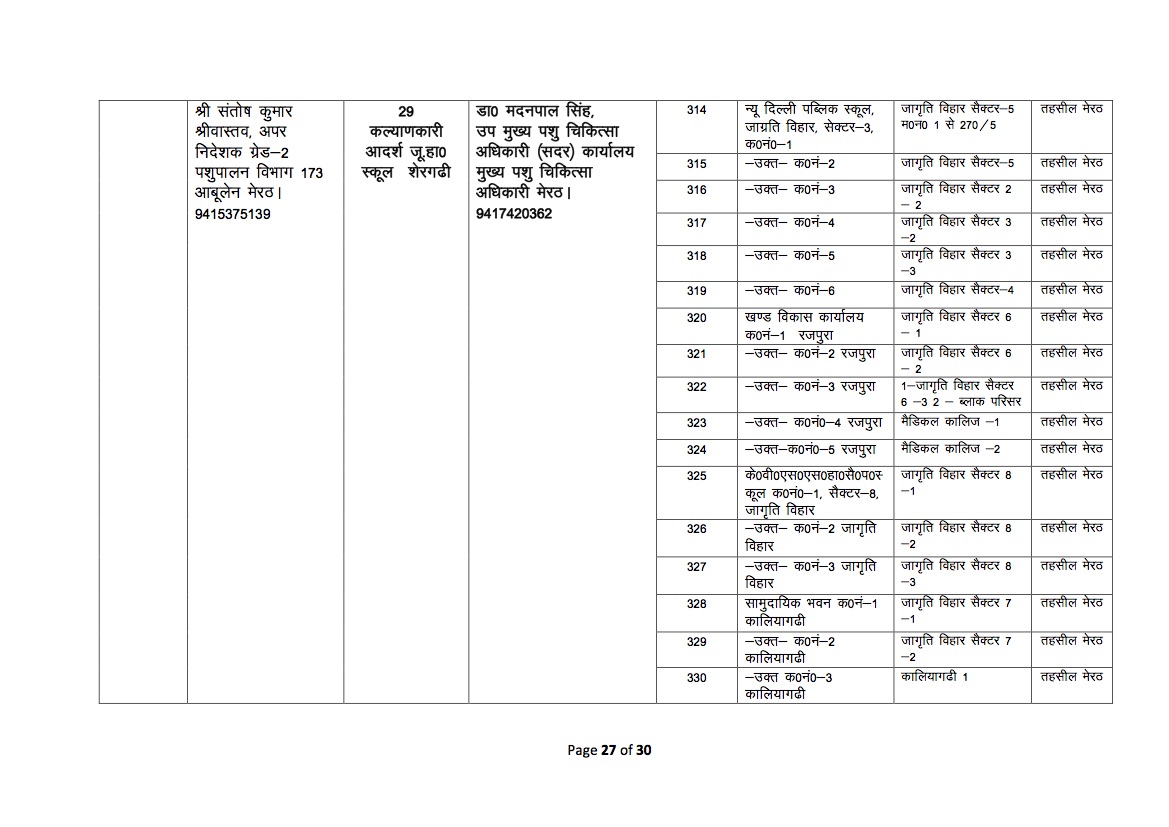 श्री संतोष कुमार
श्रीवास्तव, अपर
निदेशक ग्रेड–2
पशुपालन विभाग 173
आबूलेन मेरठ।
9415375139
29
कल्याणकारी
आदर्श जू.हा0
स्कूल शेरगढी
डा0 मदनपाल सिंह,
उप मुख्य पशु चिकित्सा
अधिकारी (सदर) कार्यालय
मुख्य पशु चिकित्सा
अधिकारी मेरठ।
9417420362
314
न्यू दिल्ली पब्लिक स्कूल,
जाग्रति विहार, सेक्टर–3,
क0नं0–1
जागृति विहार सैक्टर–5
म0न0 1 से 270/5
तहसील मेरठ
315
–उक्त– क0नं–2
जागृति विहार सैक्टर–5
तहसील मेरठ
316
–उक्त– क0नं–3
जागृति विहार सैक्टर 2
– 2
तहसील मेरठ
317
–उक्त– क0नं–4
जागृति विहार सैक्टर 3
–2
तहसील मेरठ
318
–उक्त– क0नं–5
जागृति विहार सैक्टर 3
–3
तहसील मेरठ
319
–उक्त– क0नं–6
जागृति विहार सैक्टर–4
तहसील मेरठ
320
खण्ड विकास कार्यालय
क0नं–1 रजपुरा
जागृति विहार सैक्टर 6
– 1
तहसील मेरठ
321
–उक्त– क0नं–2 रजपुरा
जागृति विहार सैक्टर 6
– 2
तहसील मेरठ
322
–उक्त– क0नं–3 रजपुरा
1–जागृति विहार सैक्टर
6 –3 2 – ब्लाक परिसर
तहसील मेरठ
323
–उक्त– क0नं0–4 रजपुरा
मैडिकल कालिज –1
तहसील मेरठ
324
–उक्त–क0नं0–5 रजपुरा
मैडिकल कालिज –2
तहसील मेरठ
325
के0वी0एस0एस0हा0सै0प0स्
कूल क0नं0–1, सैक्टर–8,
जागृति विहार
जागृति विहार सैक्टर 8
–1
तहसील मेरठ
326
–उक्त– क0नं–2 जागृति
विहार
जागृति विहार सैक्टर 8
–2
तहसील मेरठ
327
–उक्त– क0नं–3 जागृति
विहार
जागृति विहार सैक्टर 8
–3
तहसील मेरठ
328
सामुदायिक भवन क0नं–1
कालियागढी
जागृति विहार सैक्टर 7
–1
तहसील मेरठ
329
–उक्त– क0नं–2
कालियागढी
जागृति विहार सैक्टर 7
–2
तहसील मेरठ
330
–उक्त क0नं0–3
कालियागढी
कालियागढी 1
तहसील मेरठ
Page 27 of 30